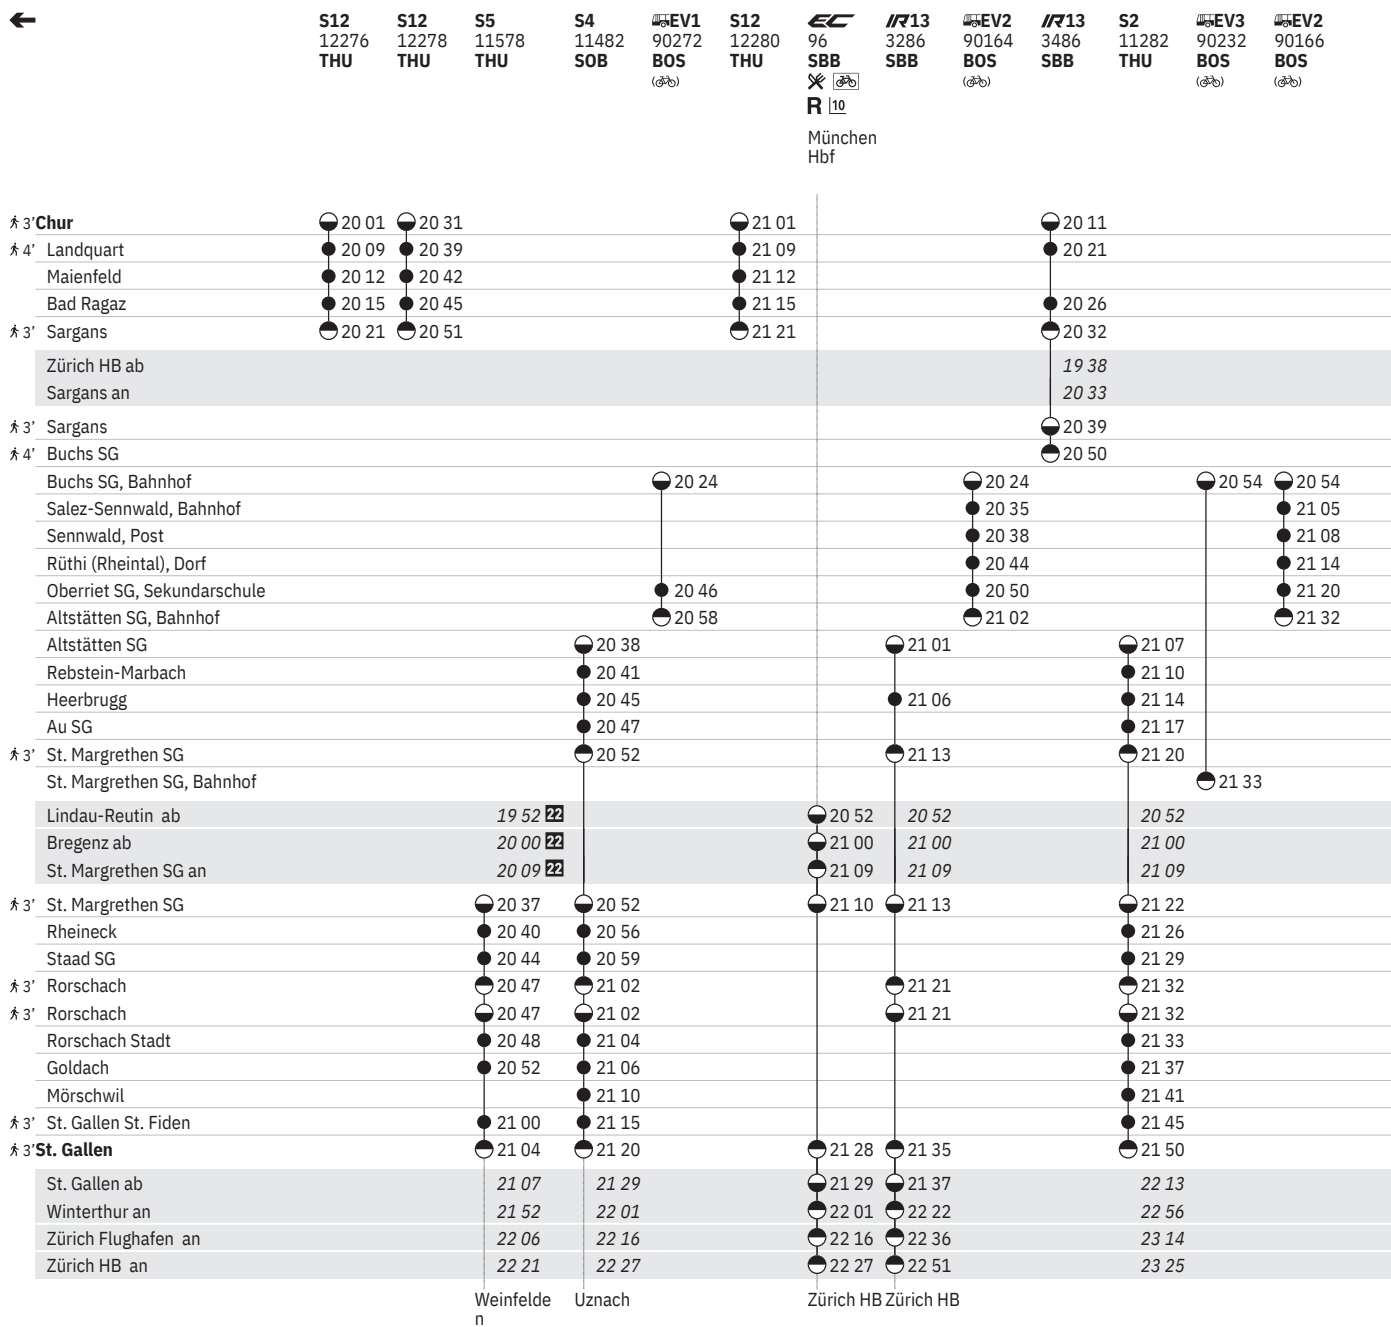 S12 S12 S5 S4 EV1 S12 EC IR13 EV2 IR13 S2 EV3 EV2
12276 12278 11578 11482 90272 12280 96 3286 90164 3486 11282 90232 90166
THU THU THU SOB BOS THU SBB SBB BOS SBB THU BOS BOS
R 10
München
Hbf
3' Chur 20 01 20 31 21 01 20 11
4' Landquart 20 09 20 39 21 09 20 21
Maienfeld 20 12 20 42 21 12
Bad Ragaz 20 15 20 45 21 15 20 26
3' Sargans 20 21 20 51 21 21 20 32
Zürich HB ab 19 38
Sargans an 20 33
3' Sargans 20 39
4' Buchs SG 20 50
Buchs SG, Bahnhof 20 24 20 24 20 54 20 54
Salez-Sennwald, Bahnhof 20 35 21 05
Sennwald, Post 20 38 21 08
Rüthi (Rheintal), Dorf 20 44 21 14
Oberriet SG, Sekundarschule 20 46 20 50 21 20
Altstätten SG, Bahnhof 20 58 21 02 21 32
Altstätten SG 20 38 21 01 21 07
Rebstein-Marbach 20 41 21 10
Heerbrugg 20 45 21 06 21 14
Au SG 20 47 21 17
3' St. Margrethen SG 20 52 21 13 21 20
St. Margrethen SG, Bahnhof 21 33
Lindau-Reutin ab 19 52 22 20 52 20 52 20 52
Bregenz ab 20 00 22 21 00 21 00 21 00
St. Margrethen SG an 20 09 22 21 09 21 09 21 09
3' St. Margrethen SG 20 37 20 52 21 10 21 13 21 22
Rheineck 20 40 20 56 21 26
Staad SG 20 44 20 59 21 29
3' Rorschach 20 47 21 02 21 21 21 32
3' Rorschach 20 47 21 02 21 21 21 32
Rorschach Stadt 20 48 21 04 21 33
Goldach 20 52 21 06 21 37
Mörschwil 21 10 21 41
3' St. Gallen St. Fiden 21 00 21 15 21 45
3' St. Gallen 21 04 21 20 21 28 21 35 21 50
St. Gallen ab 21 07 21 29 21 29 21 37 22 13
Winterthur an 21 52 22 01 22 01 22 22 22 56
Zürich Flughafen an 22 06 22 16 22 16 22 36 23 14
Zürich HB an 22 21 22 27 22 27 22 51 23 25
Weinfelde Uznach Zürich HB Zürich HB
n